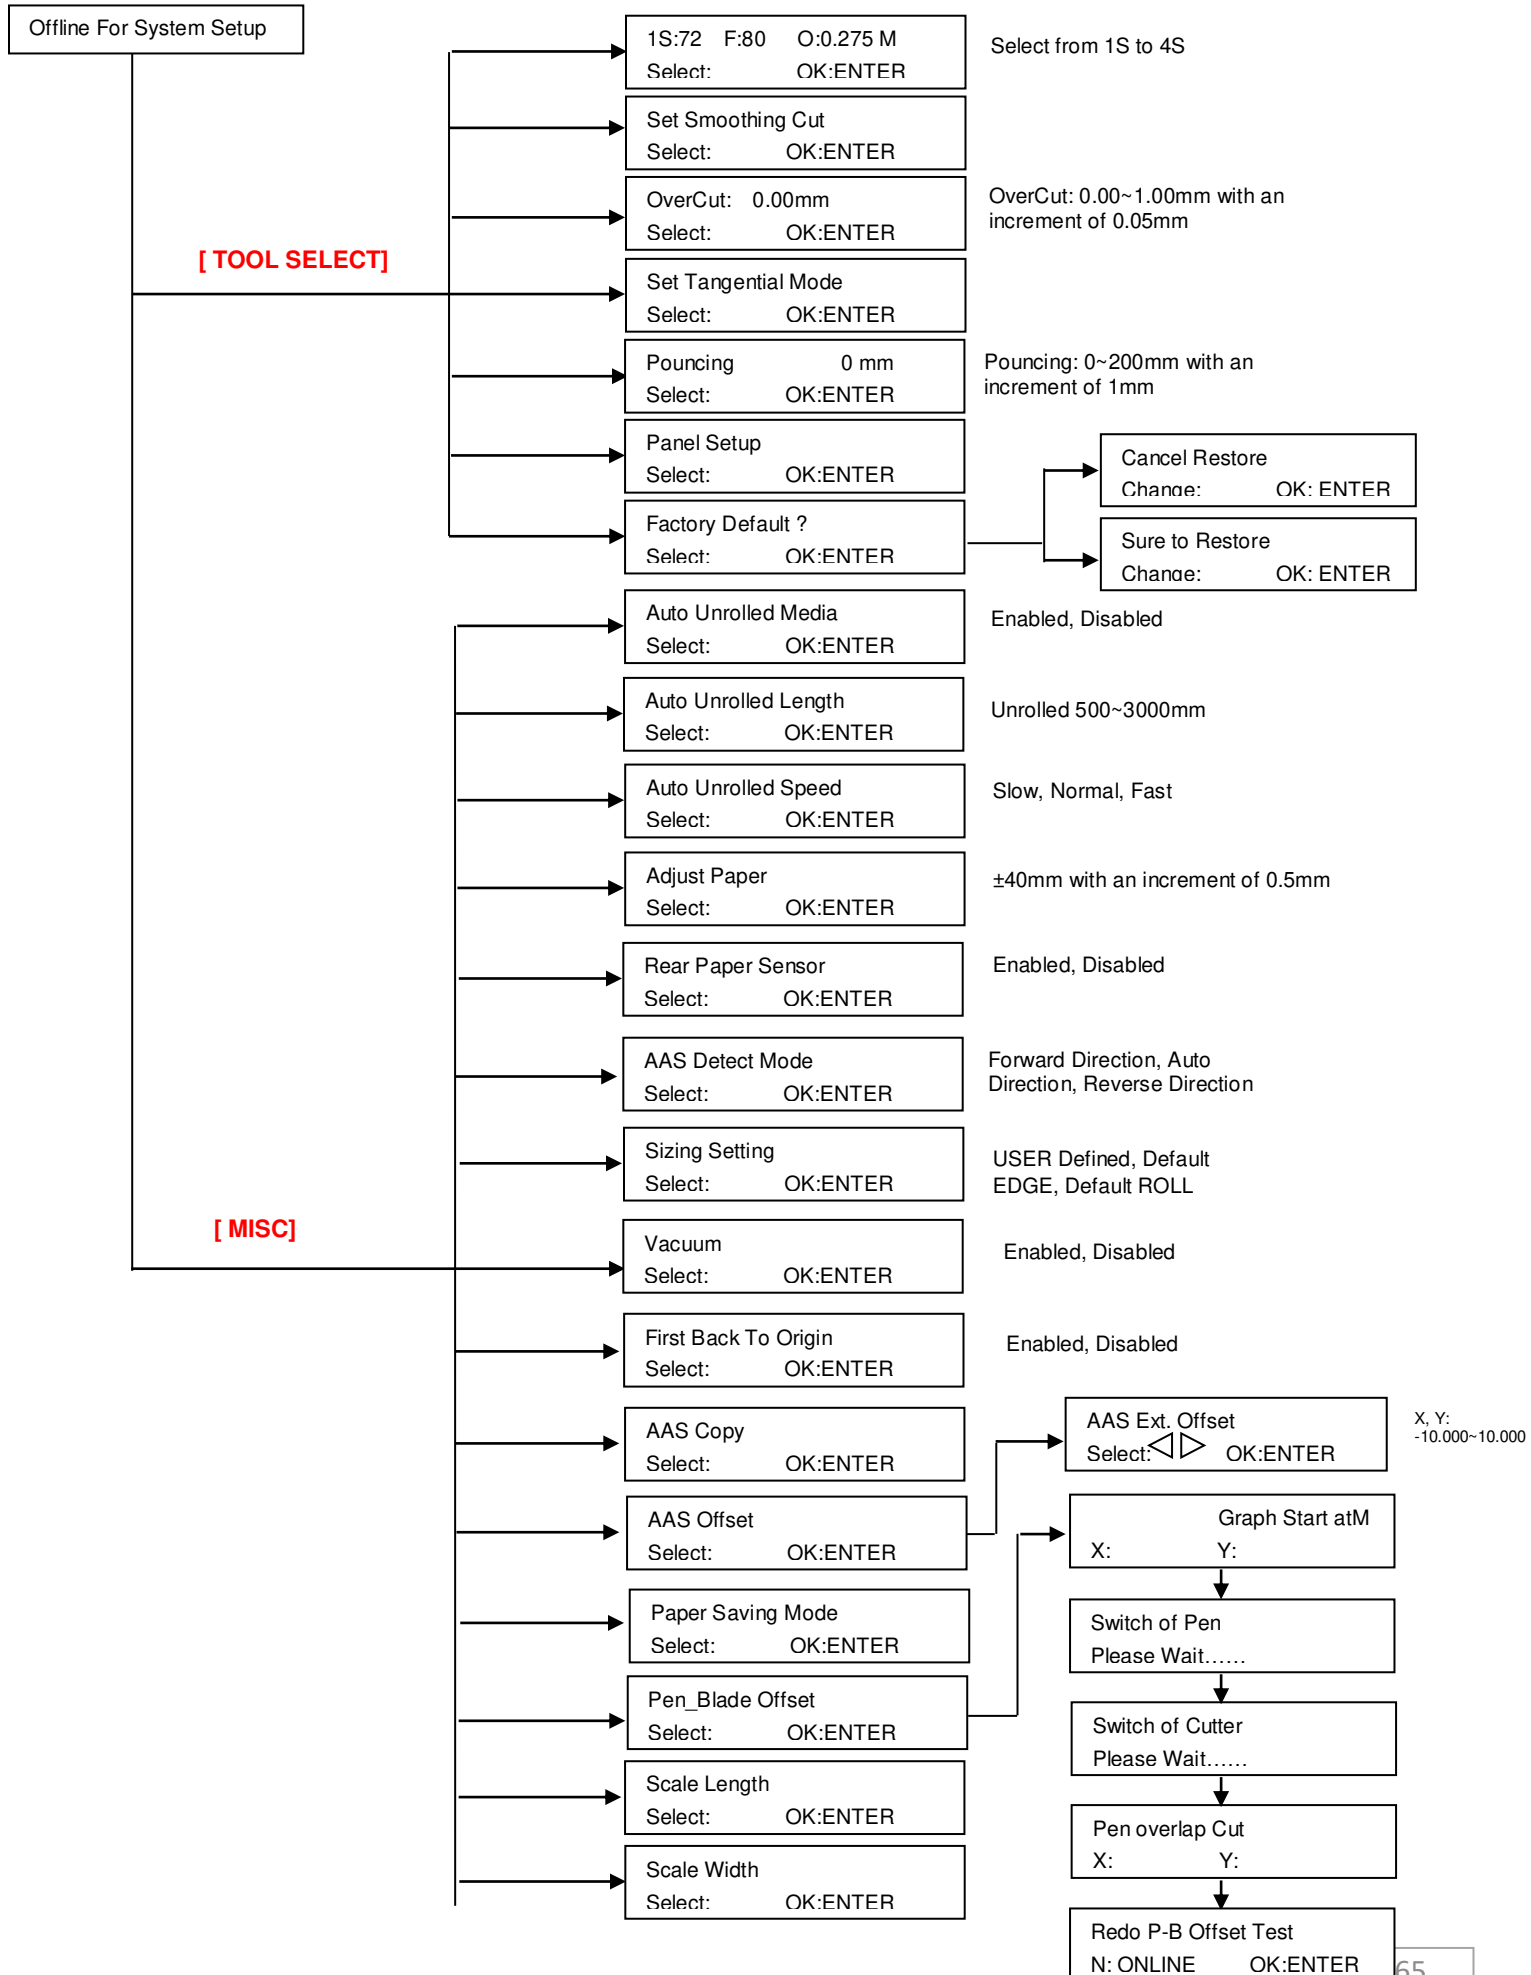 Offline For System Setup
1S:72 F:80 O:0.275 M
Select: OK:ENTER
Select from 1S to 4S
Set Smoothing Cut
Select: OK:ENTER
OverCut: 0.00mm
Select: OK:ENTER
OverCut: 0.00~1.00mm with an
increment of 0.05mm
[ TOOL SELECT]
Set Tangential Mode
Select: OK:ENTER
Pouncing 0 mm
Select: OK:ENTER
Pouncing: 0~200mm with an
increment of 1mm
Panel Setup
Select: OK:ENTER
Factory Default ?
Select: OK:ENTER
Cancel Restore
Change: OK: ENTER
Sure to Restore
Change: OK: ENTER
Auto Unrolled Media
Select: OK:ENTER
Enabled, Disabled
Auto Unrolled Length
Select: OK:ENTER
Unrolled 500~3000mm
Auto Unrolled Speed
Select: OK:ENTER
Slow, Normal, Fast
Adjust Paper
Select: OK:ENTER
±40mm with an increment of 0.5mm
Rear Paper Sensor
Select: OK:ENTER
Enabled, Disabled
AAS Detect Mode
Select: OK:ENTER
Forward Direction, Auto
Direction, Reverse Direction
Sizing Setting
Select: OK:ENTER
USER Defined, Default
EDGE, Default ROLL
[ MISC]
Vacuum
Select: OK:ENTER
Enabled, Disabled
First Back To Origin
Select: OK:ENTER
Enabled, Disabled
AAS Copy
Select: OK:ENTER
AAS Ext. Offset
Select: OK:ENTER
X, Y:
-10.000~10.000
AAS Offset
Select: OK:ENTER
Graph Start atM
X: Y:
Paper Saving Mode
Select: OK:ENTER
Switch of Pen
Please Wait……
Pen_Blade Offset
Select: OK:ENTER
Switch of Cutter
Please Wait……
Scale Length
Select: OK:ENTER
Pen overlap Cut
X: Y:
Scale Width
Select: OK:ENTER
Redo P-B Offset Test
N: ONLINE OK:ENTER
65